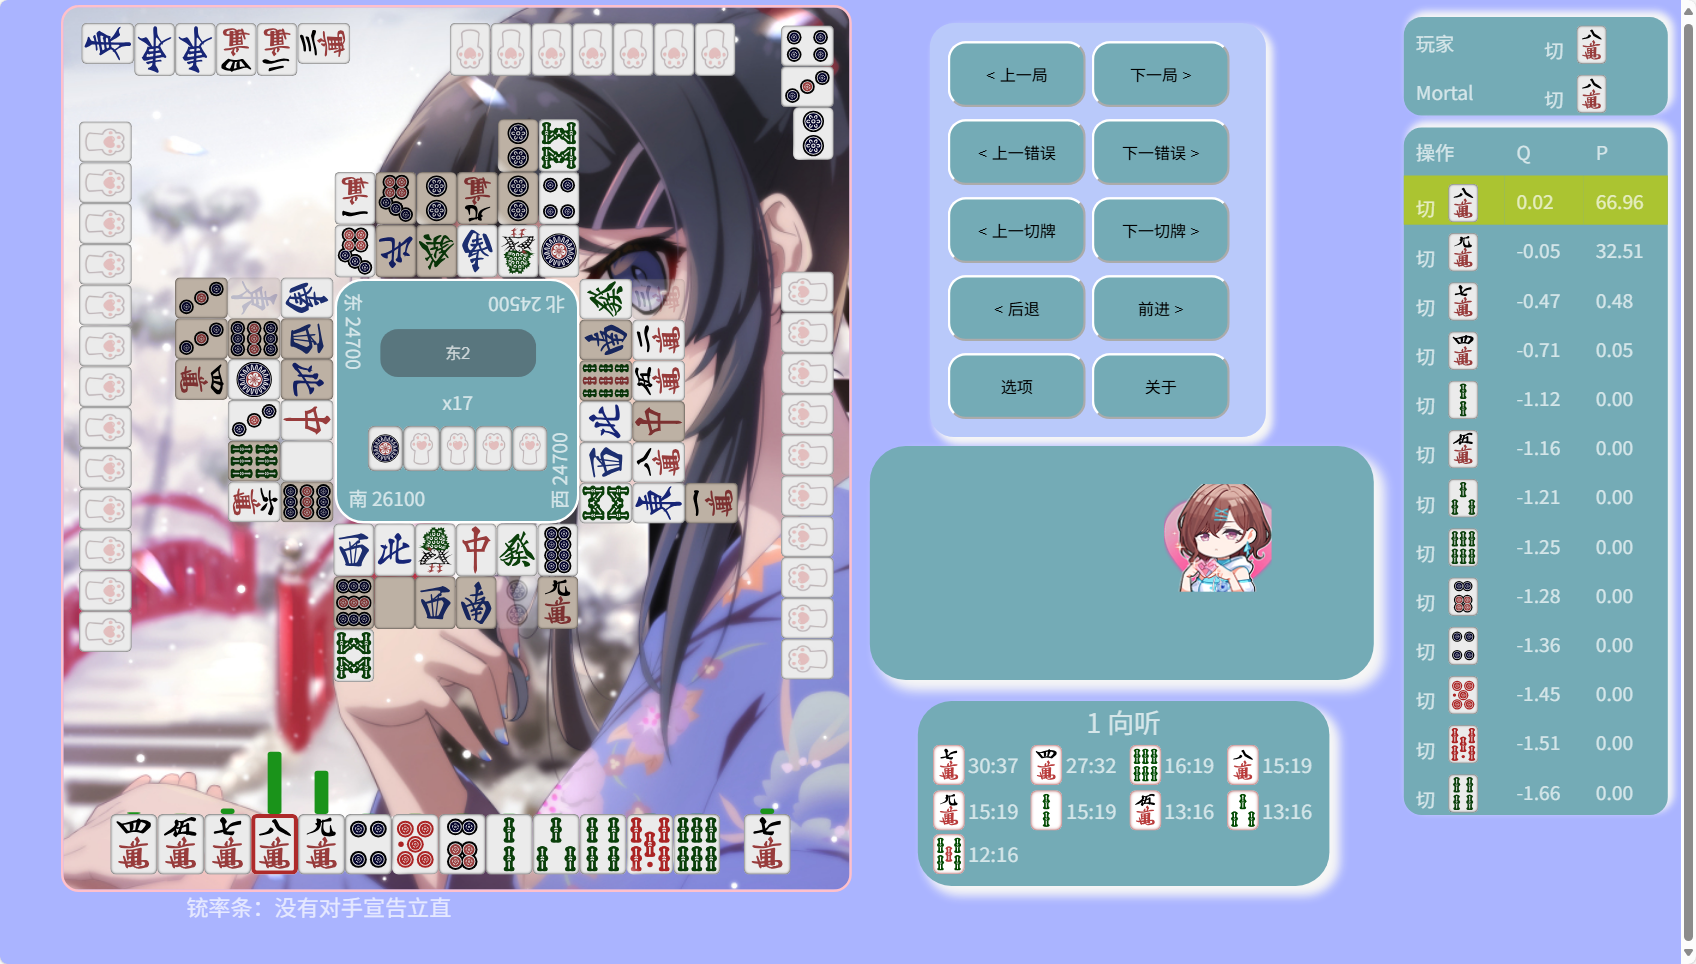 东 24700
北 24500
东2
x17
南 26100
西 24700
铳率条：没有对手宣告立直
< 上一局
下一局 >
< 上一错误
下一错误 >
< 上一切牌
下一切牌 >
< 后退
前进 >
选项
关于
1 向听
30:37 27:32 16:19 15:19
15:19 15:19 13:16 13:16
12:16
玩家 切
Mortal 切
操作 Q P
切 0.02 66.96
切 -0.05 32.51
切 -0.47 0.48
切 -0.71 0.05
切 -1.12 0.00
切 -1.16 0.00
切 -1.21 0.00
切 -1.25 0.00
切 -1.28 0.00
切 -1.36 0.00
切 -1.45 0.00
切 -1.51 0.00
切 -1.66 0.00